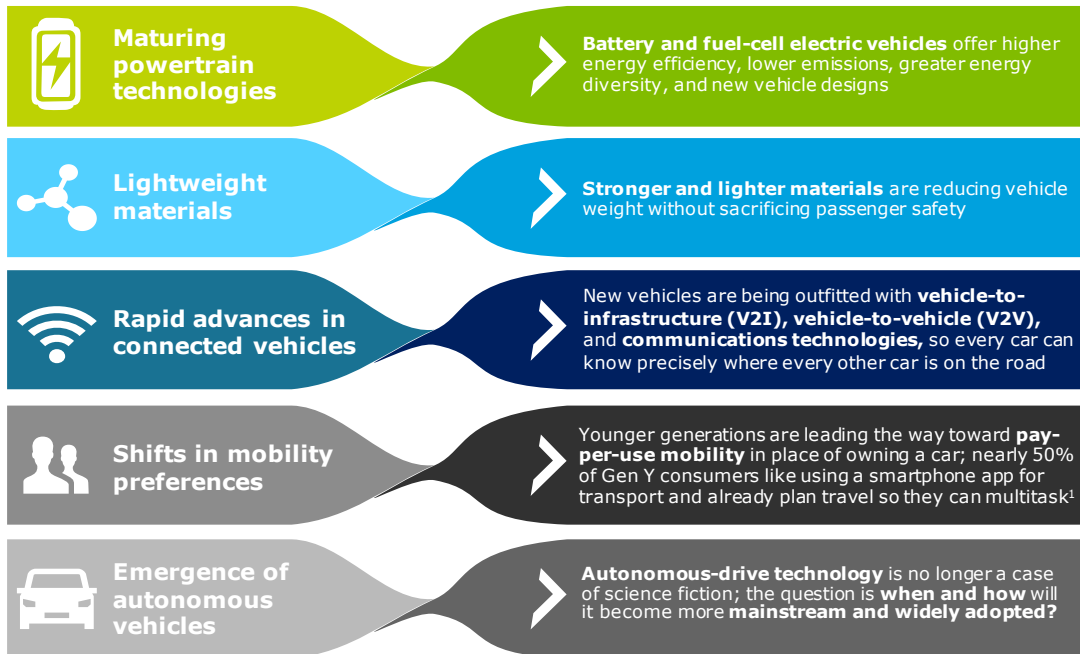 Maturing
powertrain
technologies
Battery and fuel-cell electric vehicles offer higher
energy efficiency, lower emissions, greater energy
diversity, and new vehicle designs
Lightweight
materials
Stronger and lighter materials are reducing vehicle
weight without sacrificing passenger safety
Rapid advances in
connected vehicles
New vehicles are being outfitted with vehicle-to-
infrastructure (V2I), vehicle-to-vehicle (V2V),
and communications technologies, so every car can
know precisely where every other car is on the road
Shifts in mobility
preferences
Younger generations are leading the way toward pay-
per-use mobility in place of owning a car; nearly 50%
of Gen Y consumers like using a smartphone app for
transport and already plan travel so they can multitask¹
Emergence of
autonomous
vehicles
Autonomous-drive technology is no longer a case
of science fiction; the question is when and how will
it become more mainstream and widely adopted?